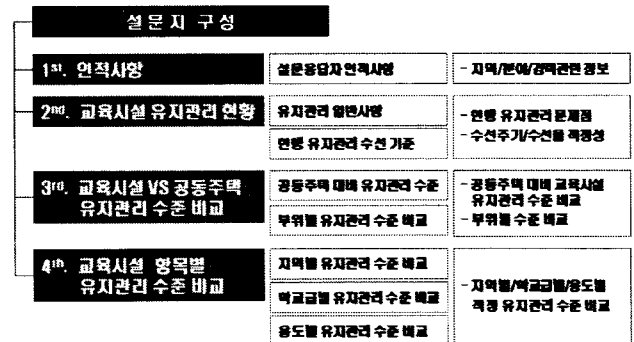 설문지 구성
1st. 인적사항
설문응답자 인적사항
- 지역/분야/경력관련 정보
2nd. 교육시설 유지관리 현황
유지관리 일반사항
현행 유지관리 수선 기준
- 현행 유지관리 문제점
- 수선주기/수선율 적정성
3rd. 교육시설 VS 공동주택
유지관리 수준 비교
공동주택 대비 유지관리 수준
부위별 유지관리 수준 비교
- 공동주택 대비 교육시설
유지관리 수준 비교
- 부위별 수준 비교
4th. 교육시설 항목별
유지관리 수준 비교
지역별 유지관리 수준 비교
학교급별 유지관리 수준 비교
용도별 유지관리 수준 비교
- 지역별/학교급별/용도별
적정 유지관리 수준 비교